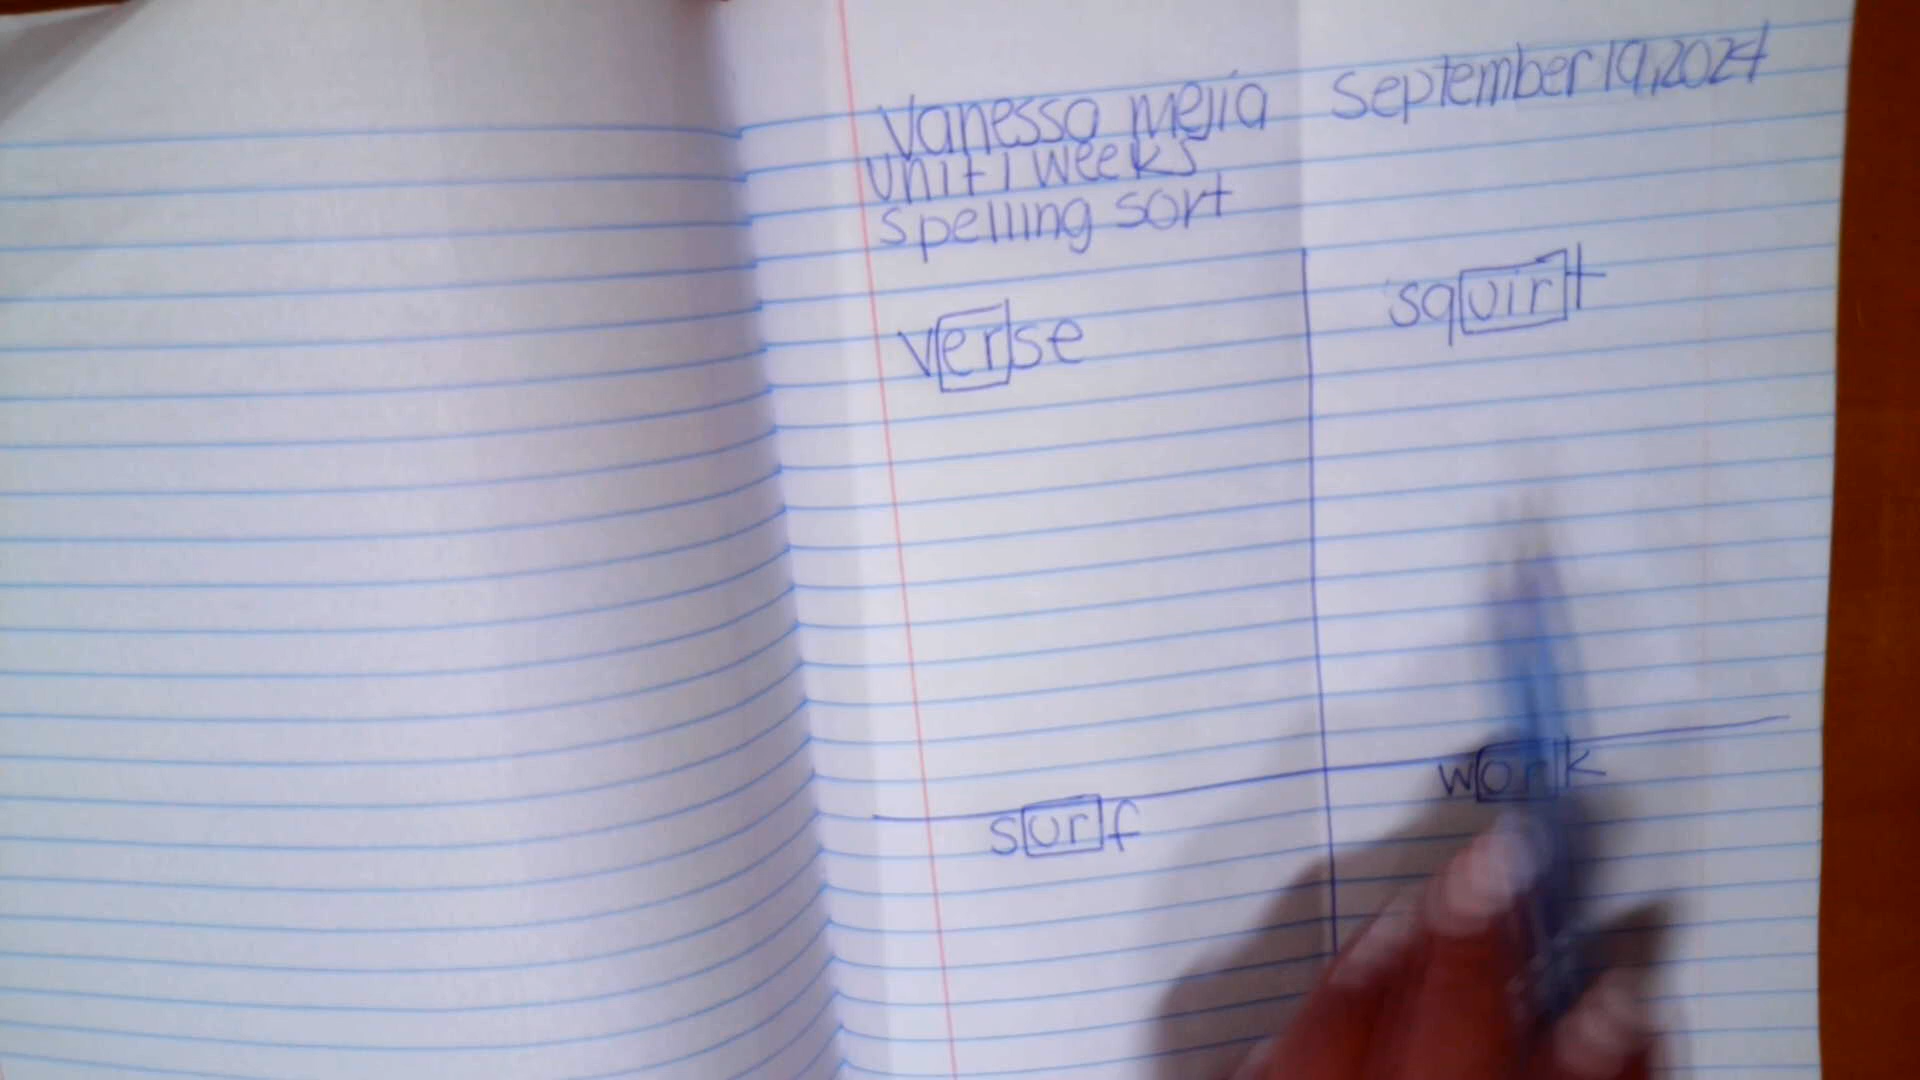 Vanessa Mejia September 19, 2024
Unit 1 week 5
spelling sort
verse
squirt
surf
work